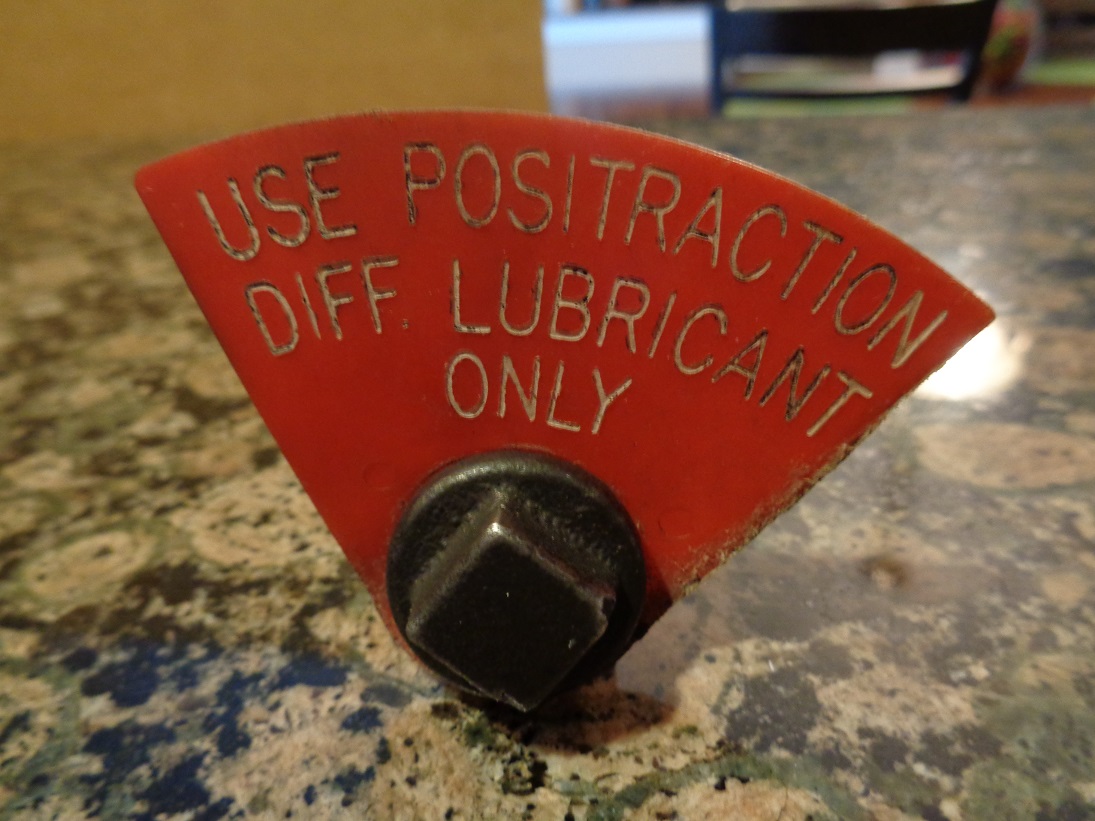 USE POSITRACTION
DIFF. LUBRICANT
ONLY